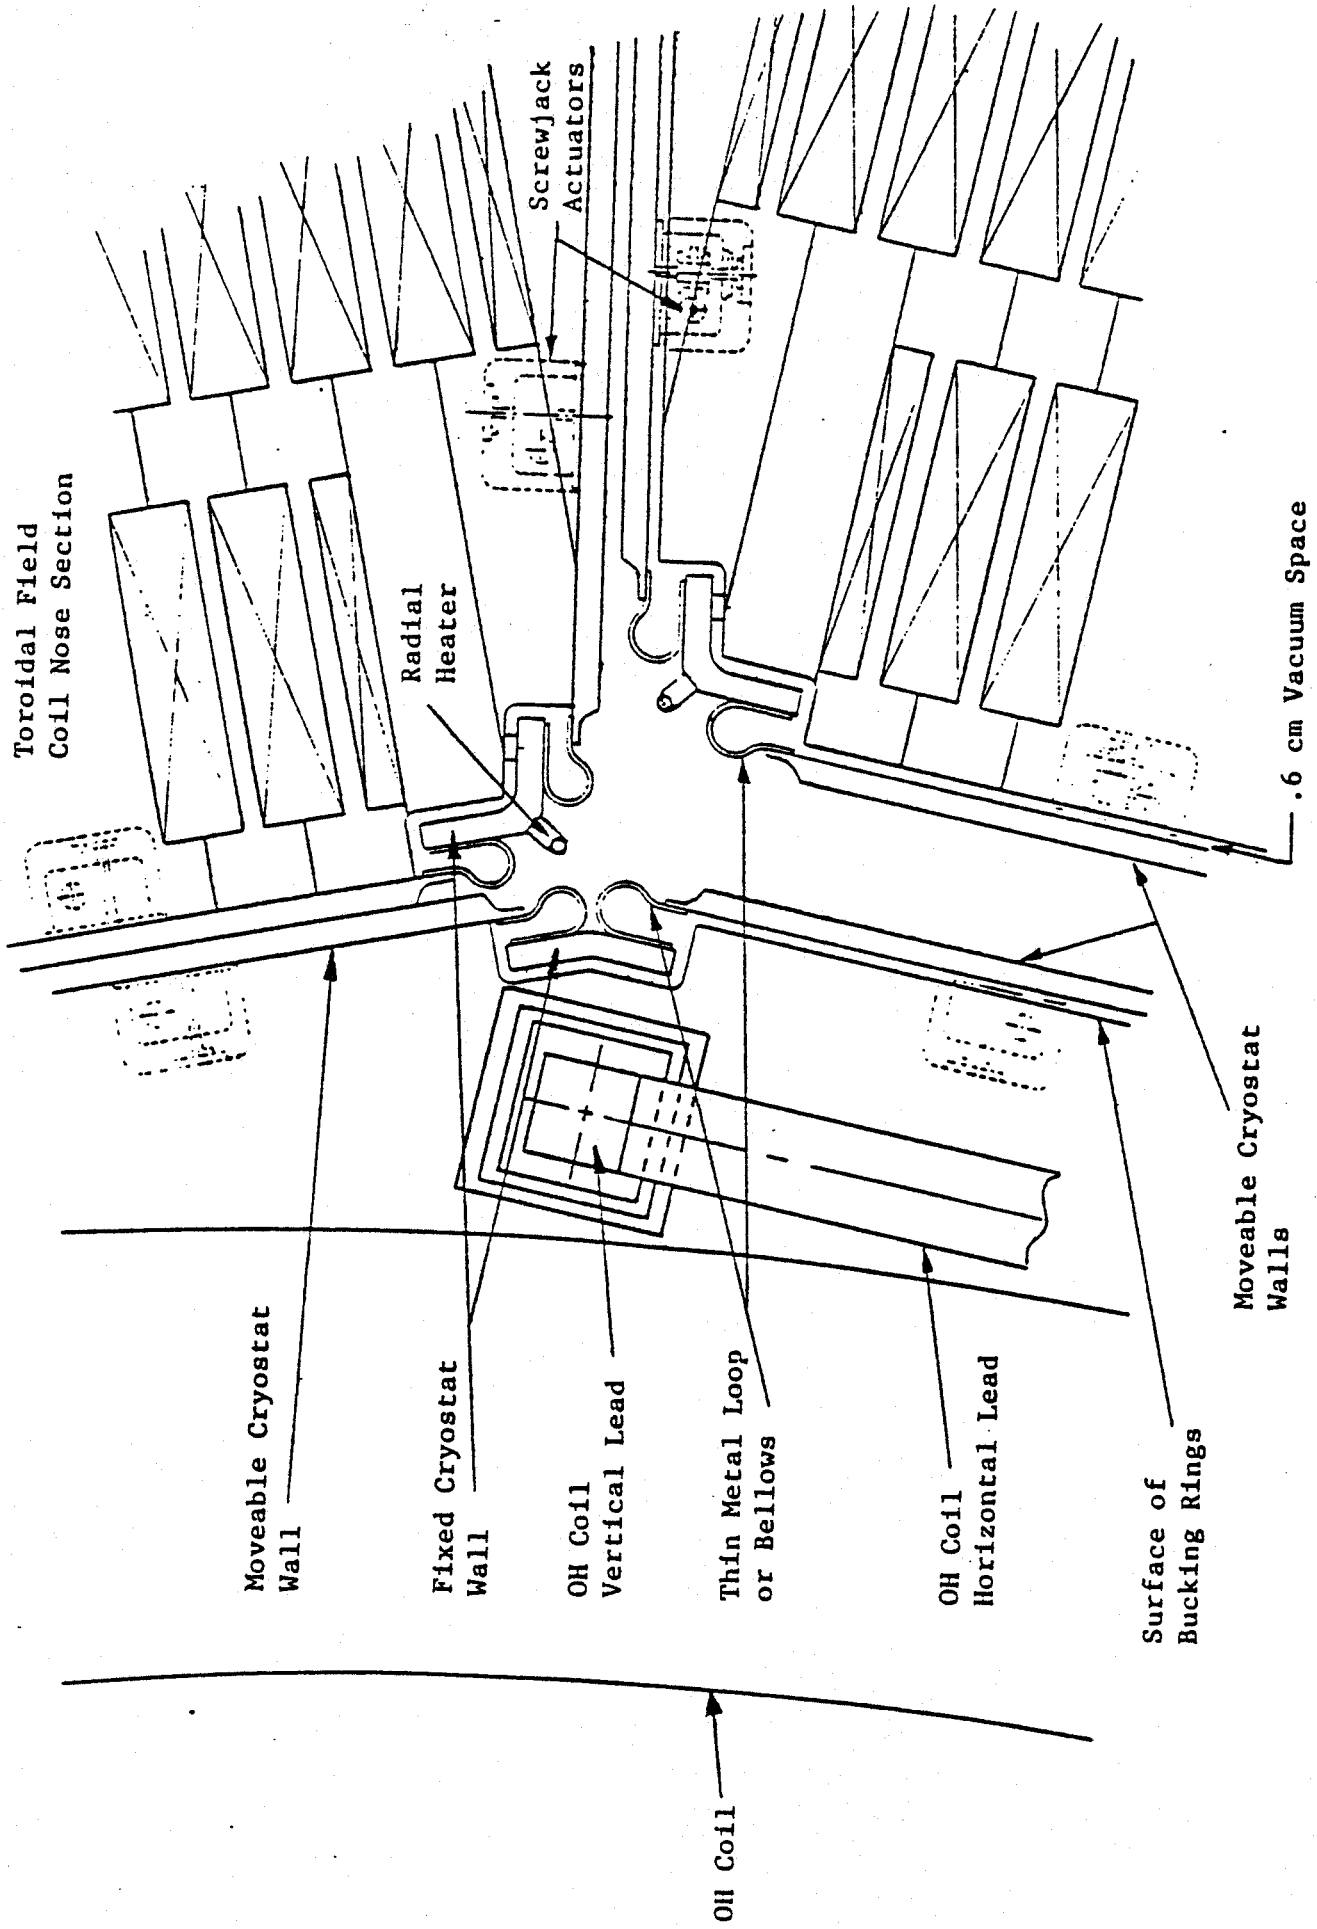 Toroidal Field
Coil Nose Section
Screwjack
Actuators
Radial
Heater
Moveable Cryostat
Wall
Fixed Cryostat
Wall
OH Coil
Vertical Lead
Thin Metal Loop
or Bellows
OH Coil
Horizontal Lead
Surface of
Bucking Rings
Moveable Cryostat
Walls
.6 cm Vacuum Space
OH Coil